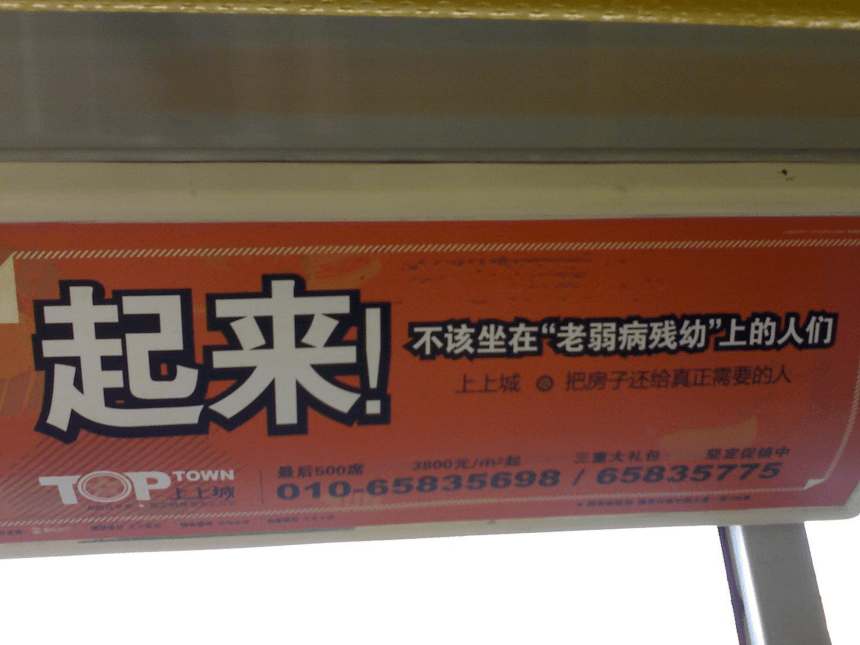 起来!
不该坐在“老弱病残幼”上的人们
上上城 把房子还给真正需要的人
TOP TOWN
上上城
最后500席 3800元/m²起 三重大礼包 坚定促销中
010-65835698 / 65835775